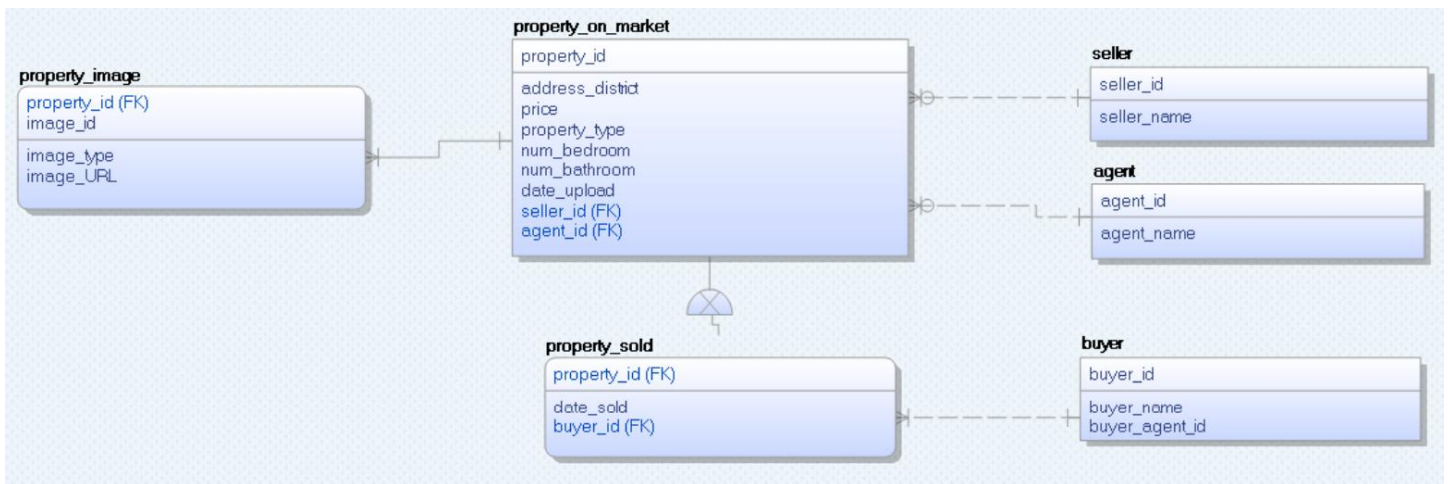 property_image
property_id (FK)
image_id
image_type
image_URL
property_on_market
property_id
address_district
price
property_type
num_bedroom
num_bathroom
date_upload
seller_id (FK)
agent_id (FK)
seller
seller_id
seller_name
agent
agent_id
agent_name
property_sold
property_id (FK)
date_sold
buyer_id (FK)
buyer
buyer_id
buyer_name
buyer_agent_id